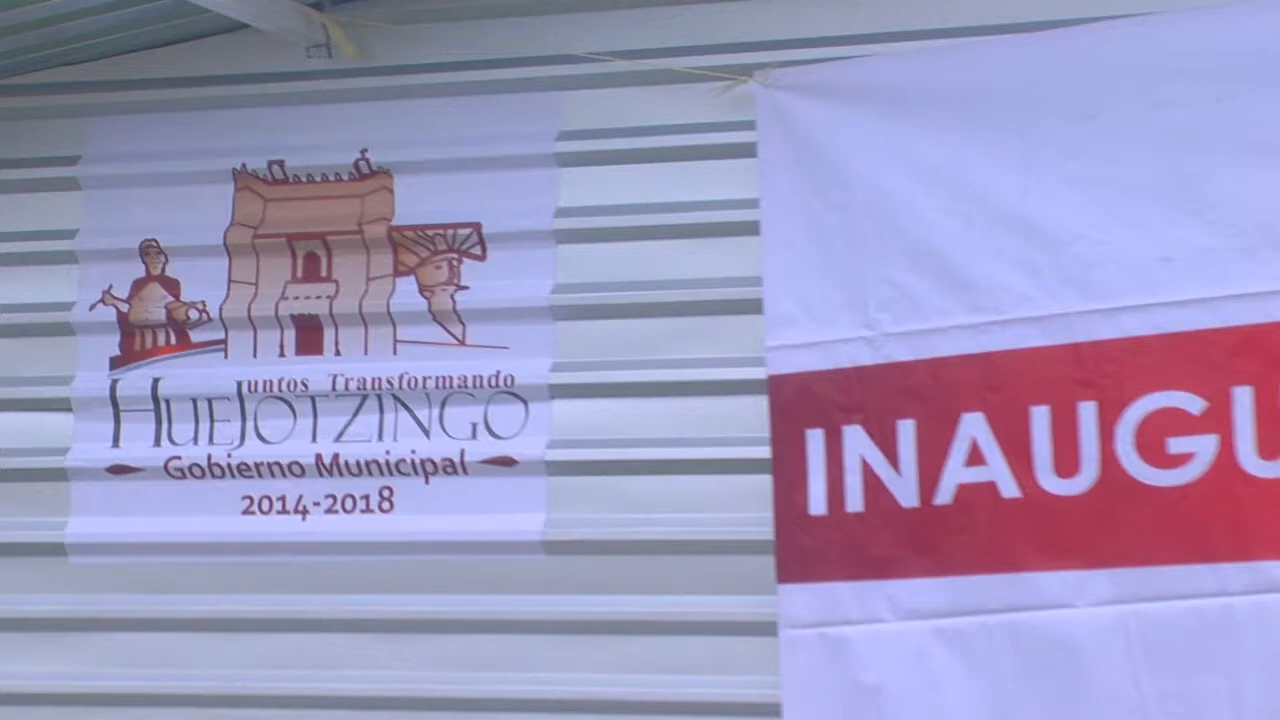 Juntos Transformando
HUEJOTZINGO
Gobierno Municipal
2014-2018
INAUGU